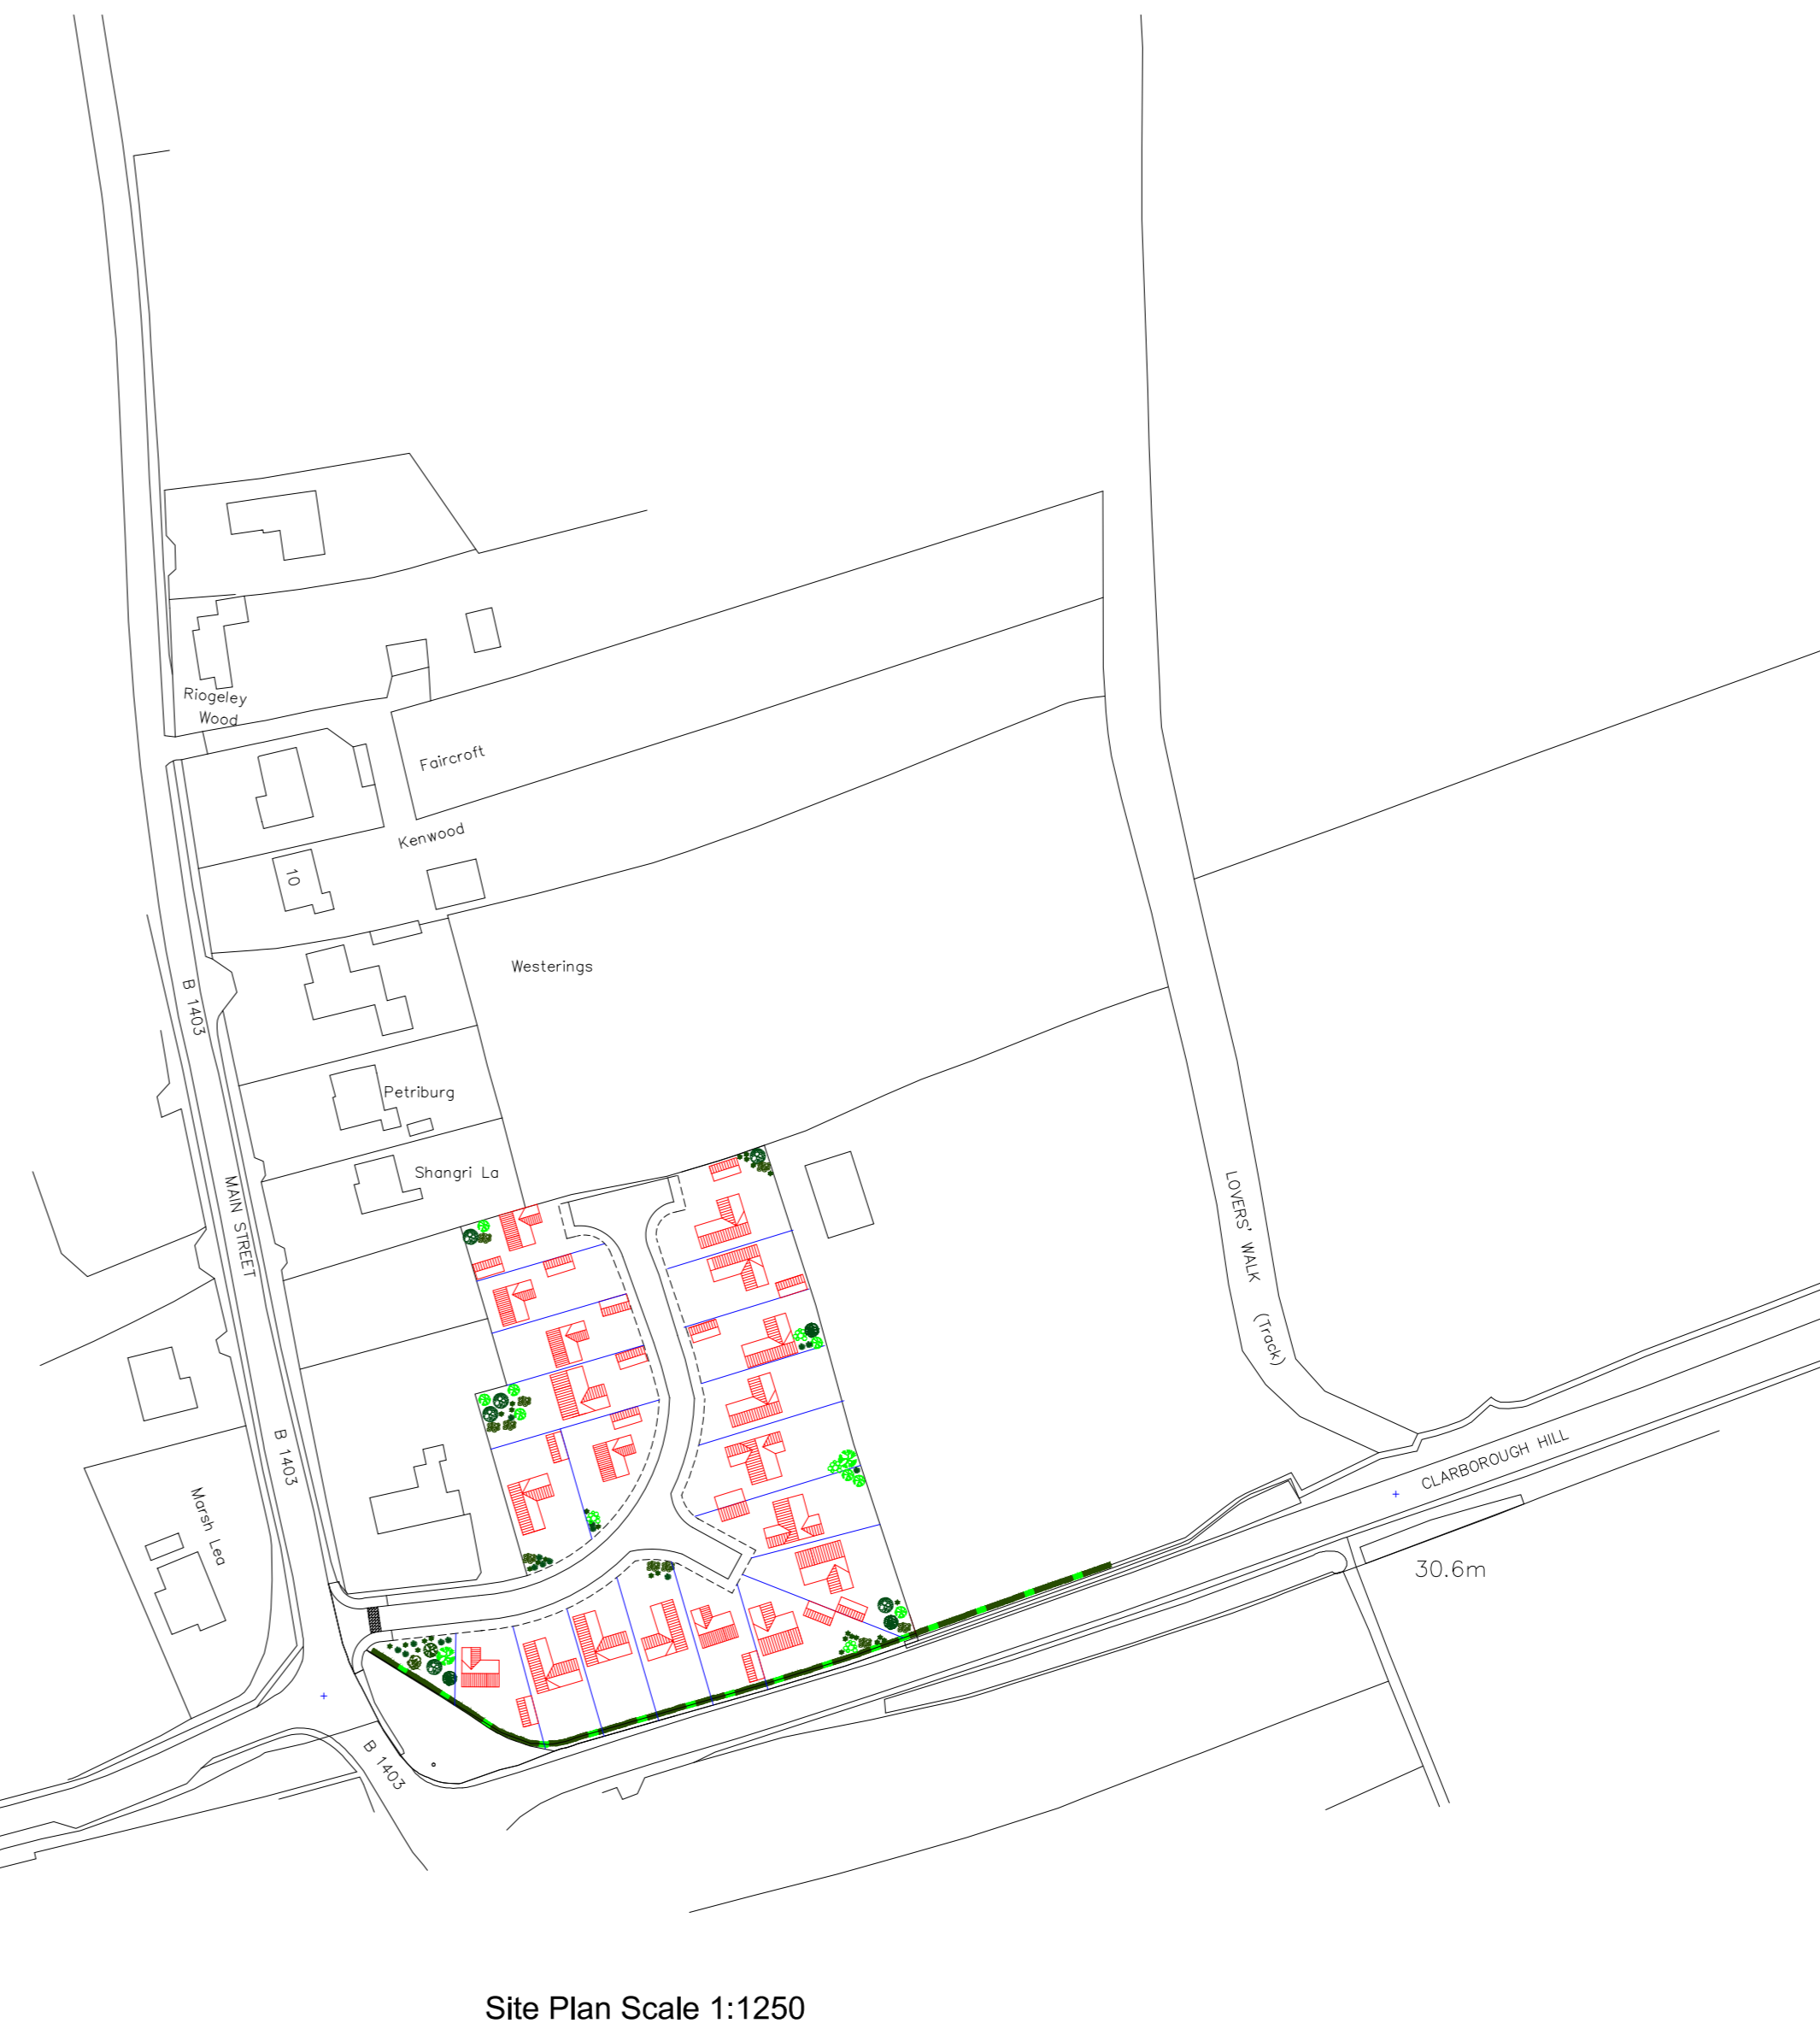 Riogeley
Wood
Faircroft
Kenwood
10
Westerings
B 1403
Petriburg
Shangri La
MAIN STREET
LOVERS' WALK (Track)
B 1403
Marsh Lea
CLARBOROUGH HILL
30.6m
B 1403
Site Plan Scale 1:1250